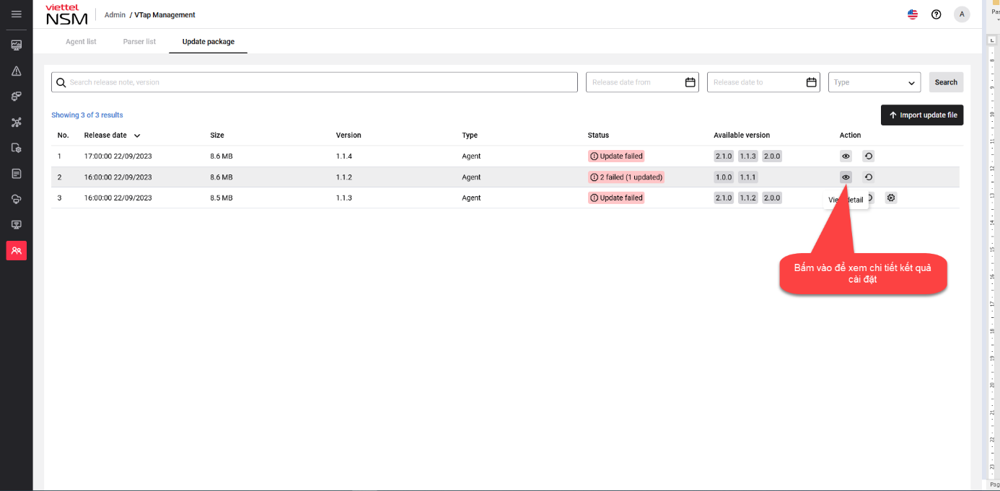 viettel
NSM
Admin / VTap Management
A
Agent list Parser list Update package
Search release note, version Release date from Release date to Type Search
Showing 3 of 3 results Import update file
No. Release date Size Version Type Status Available version Action
1 17:00:00 22/09/2023 8.6 MB 1.1.4 Agent Update failed 2.1.0 1.1.3 2.0.0
2 16:00:00 22/09/2023 8.6 MB 1.1.2 Agent 2 failed (1 updated) 1.0.0 1.1.1
3 16:00:00 22/09/2023 8.5 MB 1.1.3 Agent Update failed 2.1.0 1.1.2 2.0.0
Bấm vào để xem chi tiết kết quả
cài đặt